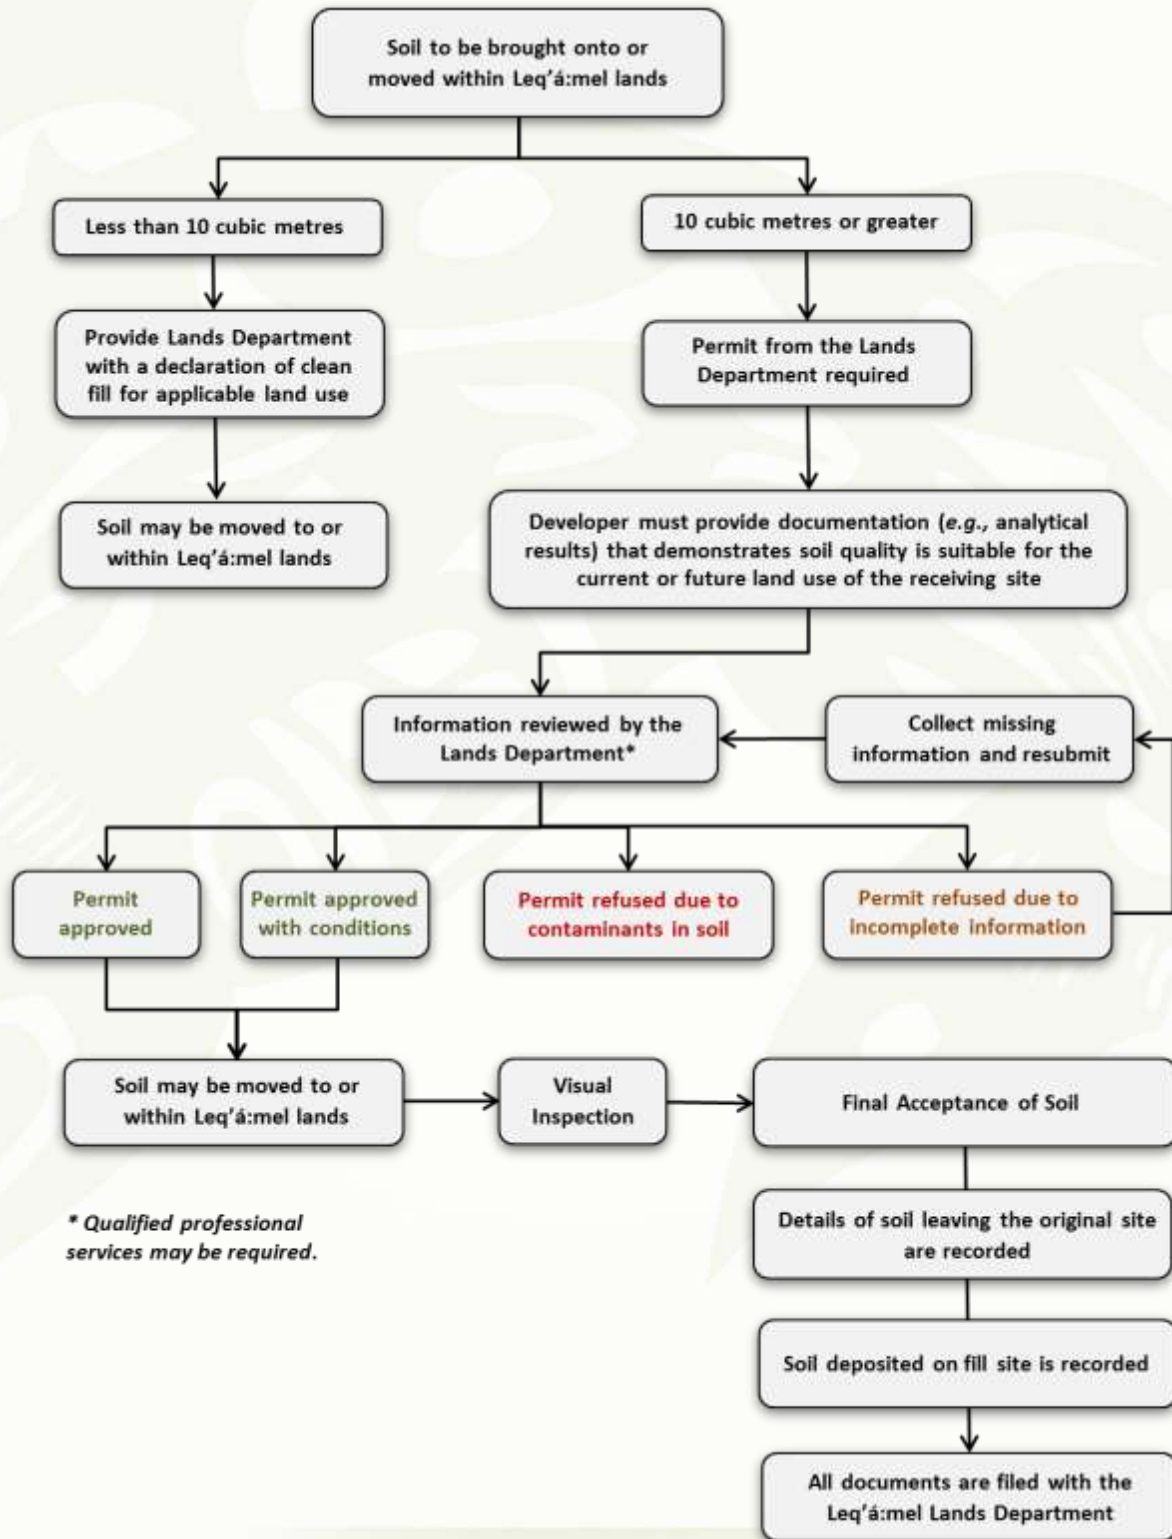 Soil to be brought onto or
moved within Leq'á:mel lands
Less than 10 cubic metres
10 cubic metres or greater
Provide Lands Department
with a declaration of clean
fill for applicable land use
Permit from the Lands
Department required
Soil may be moved to or
within Leq'á:mel lands
Developer must provide documentation (e.g., analytical
results) that demonstrates soil quality is suitable for the
current or future land use of the receiving site
Information reviewed by the
Lands Department*
Collect missing
information and resubmit
Permit
approved
Permit approved
with conditions
Permit refused due to
contaminants in soil
Permit refused due to
incomplete information
Soil may be moved to or
within Leq'á:mel lands
Visual
Inspection
Final Acceptance of Soil
* Qualified professional
services may be required.
Details of soil leaving the original site
are recorded
Soil deposited on fill site is recorded
All documents are filed with the
Leq'á:mel Lands Department